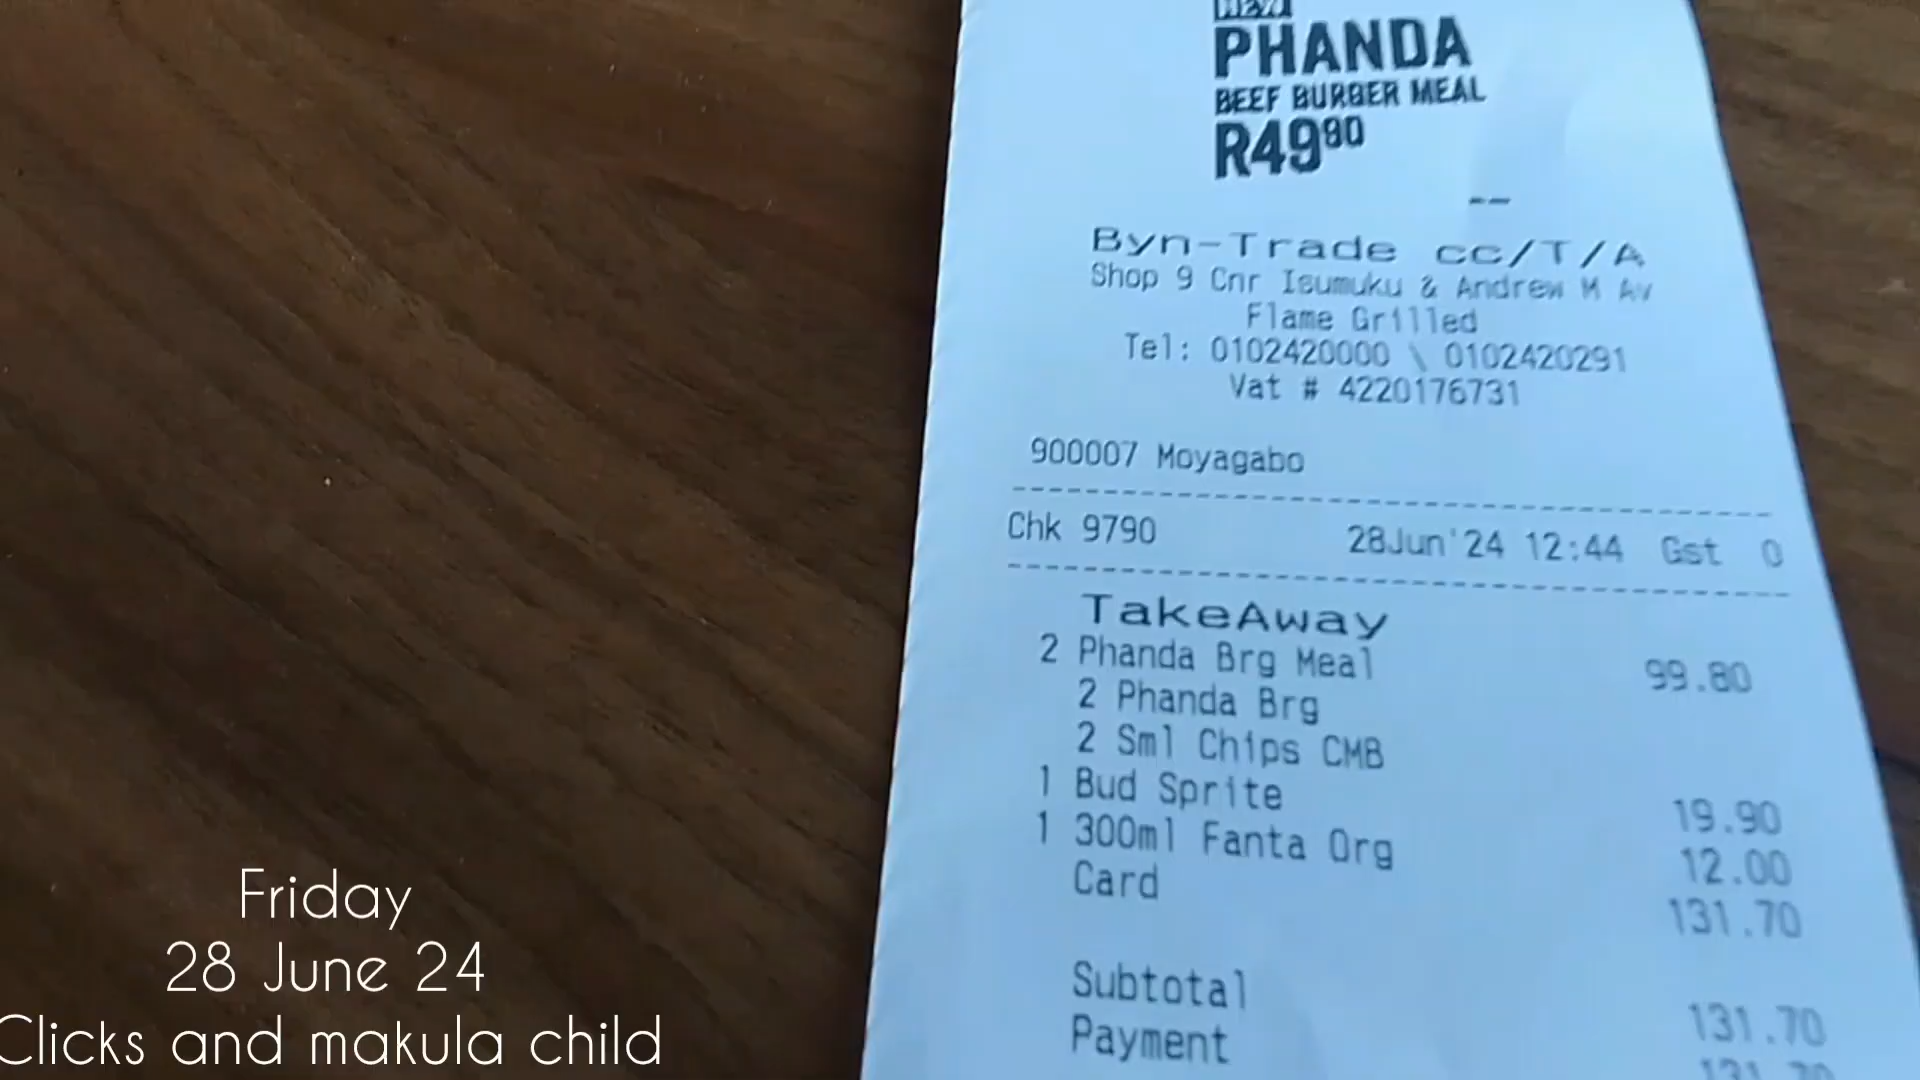 PHANDA
BEEF BURGER MEAL
R49⁹⁰
--
Byn-Trade cc/T/A
Shop 9 Cnr Isumuku & Andrew M Av
Flame Grilled
Tel: 0102420000 \ 0102420291
Vat # 4220176731
900007 Moyagabo
Chk 9790 28Jun'24 12:44 Gst 0
TakeAway
2 Phanda Brg Meal 99.80
2 Phanda Brg
2 Sml Chips CMB
1 Bud Sprite 19.90
1 300ml Fanta Org 12.00
Card 131.70
Subtotal 131.70
Payment 131.70
Friday
28 June 24
Clicks and makula child